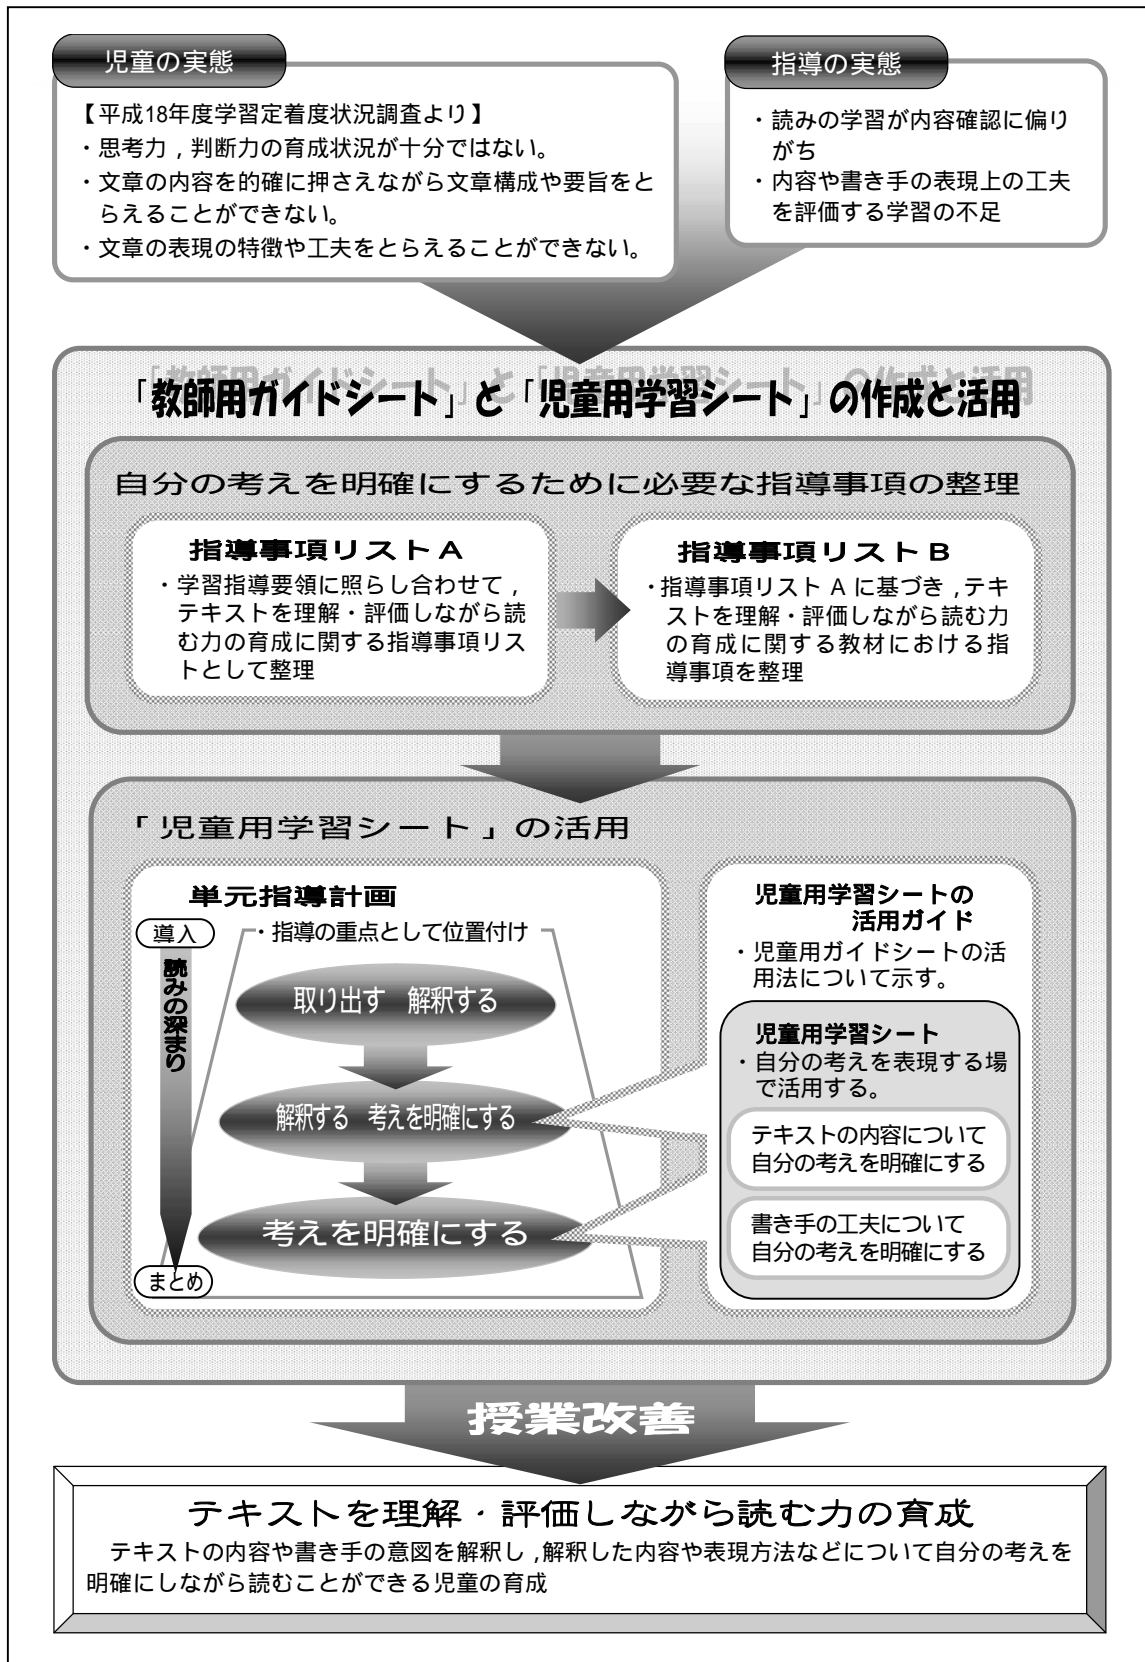 児童の実態
【平成18年度学習定着度状況調査より】
・思考力，判断力の育成状況が十分ではない。
・文章の内容を的確に押さえながら文章構成や要旨をと
らえることができない。
・文章の表現の特徴や工夫をとらえることができない。
指導の実態
・読みの学習が内容確認に偏り
がち
・内容や書き手の表現上の工夫
を評価する学習の不足
「教師用ガイドシート」と「児童用学習シート」の作成と活用
自分の考えを明確にするために必要な指導事項の整理
指導事項リストＡ
・学習指導要領に照らし合わせて，
テキストを理解・評価しながら読
む力の育成に関する指導事項リス
トとして整理
指導事項リストＢ
・指導事項リスト A に基づき，テキ
ストを理解・評価しながら読む力
の育成に関する教材における指
導事項を整理
「児童用学習シート」の活用
単元指導計画
導入
・指導の重点として位置付け
読みの深まり
取り出す　解釈する
解釈する　考えを明確にする
考えを明確にする
まとめ
児童用学習シートの
活用ガイド
・児童用ガイドシートの活
用法について示す。
児童用学習シート
・自分の考えを表現する場
で活用する。
テキストの内容について
自分の考えを明確にする
書き手の工夫について
自分の考えを明確にする
授業改善
テキストを理解・評価しながら読む力の育成
テキストの内容や書き手の意図を解釈し，解釈した内容や表現方法などについて自分の考えを
明確にしながら読むことができる児童の育成